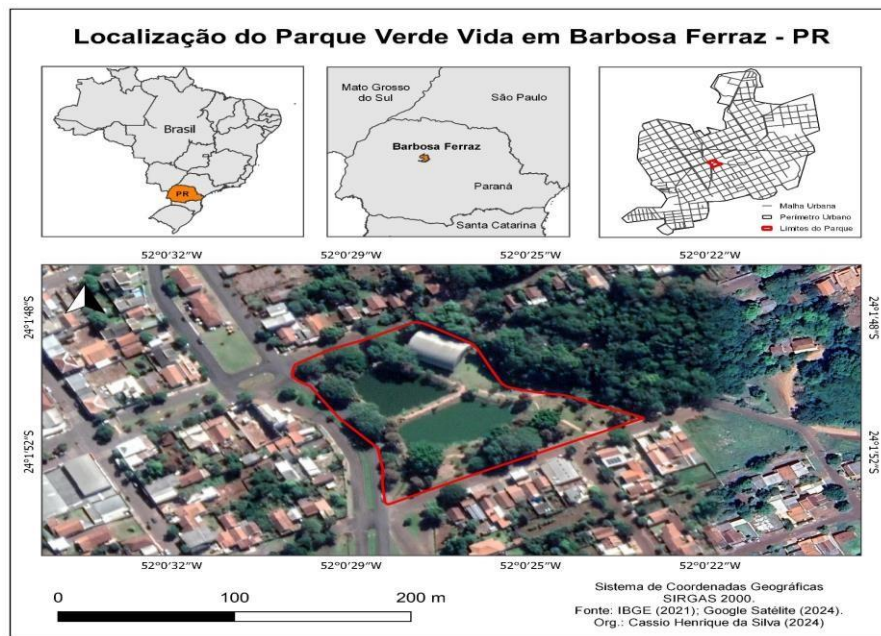 Localização do Parque Verde Vida em Barbosa Ferraz - PR
Brasil
PR
Mato Grosso
do Sul
São Paulo
Barbosa Ferraz
Paraná
Santa Catarina
Malha Urbana
Perímetro Urbano
Limites do Parque
52°0'32"W
52°0'29"W
52°0'25"W
52°0'22"W
24°1'48"S
24°1'48"S
24°1'52"S
24°1'52"S
52°0'32"W
52°0'29"W
52°0'25"W
52°0'22"W
0
100
200 m
Sistema de Coordenadas Geográficas
SIRGAS 2000.
Fonte: IBGE (2021); Google Satélite (2024).
Org.: Cassio Henrique da Silva (2024)